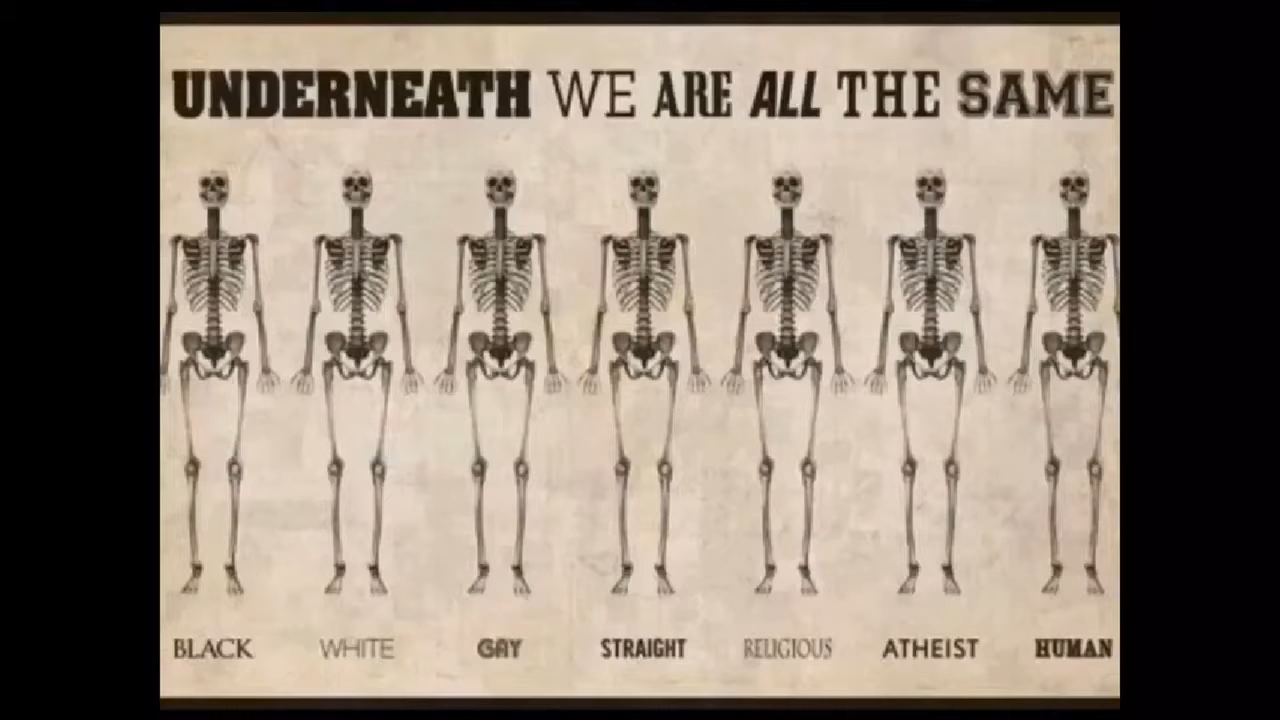 UNDERNEATH WE ARE ALL THE SAME
BLACK WHITE GAY STRAIGHT RELIGIOUS ATHEIST HUMAN